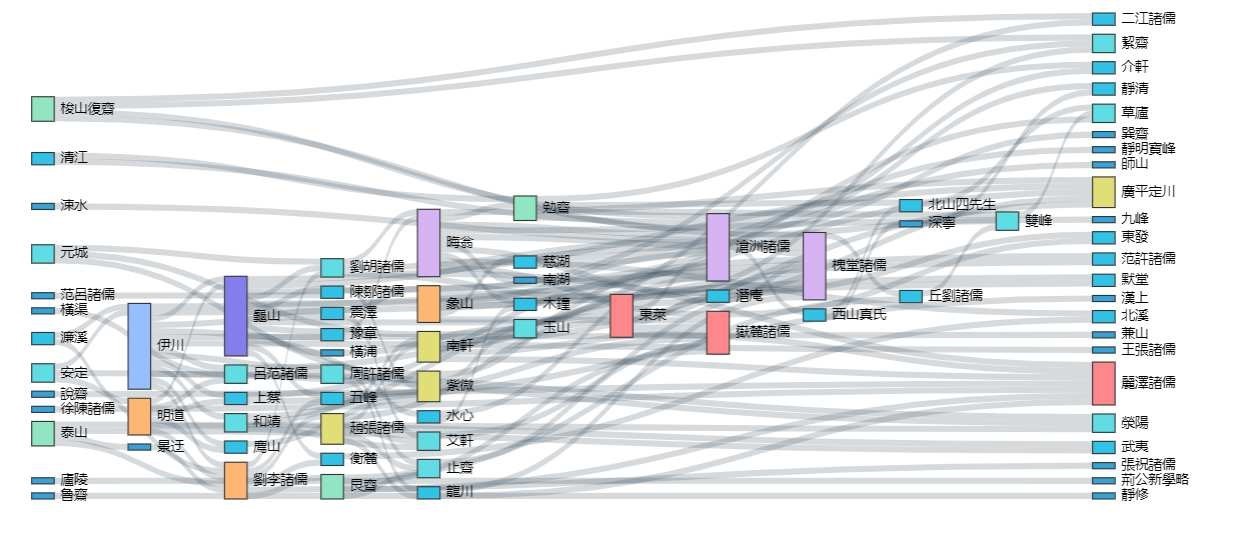 梭山復齋
清江
涑水
元城
范呂諸儒
橫渠
濂溪
安定
說齋
徐陳諸儒
泰山
廬陵
魯齋
伊川
明道
景迂
龜山
呂范諸儒
上蔡
和靖
廌山
劉李諸儒
劉胡諸儒
陳鄒諸儒
震澤
豫章
橫浦
周許諸儒
五峰
趙張諸儒
衡麓
艮齋
晦翁
象山
南軒
紫微
水心
艾軒
止齋
龍川
勉齋
慈湖
南湖
木鐘
玉山
東萊
滄洲諸儒
潛庵
嶽麓諸儒
槐堂諸儒
西山真氏
北山四先生
深寧
丘劉諸儒
雙峰
二江諸儒
絜齋
介軒
靜清
草廬
巽齋
靜明寶峰
師山
廣平定川
九峰
東發
范許諸儒
默堂
漢上
北溪
兼山
王張諸儒
麗澤諸儒
滎陽
武夷
張祝諸儒
荊公新學略
靜修